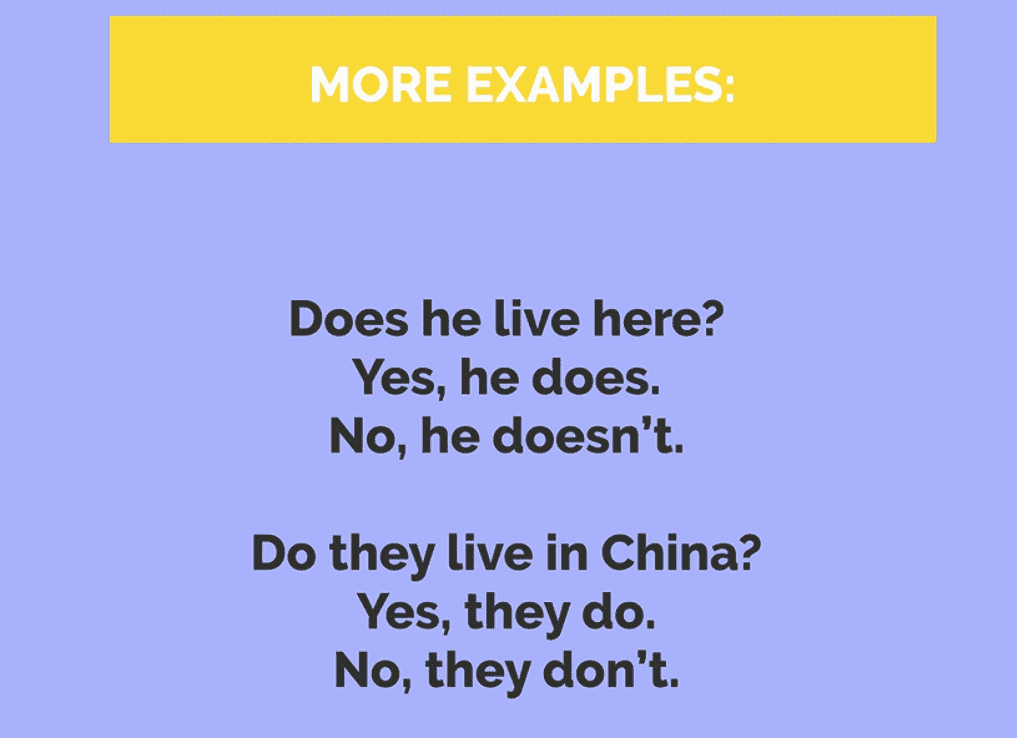 MORE EXAMPLES:
Does he live here?
Yes, he does.
No, he doesn’t.
Do they live in China?
Yes, they do.
No, they don’t.